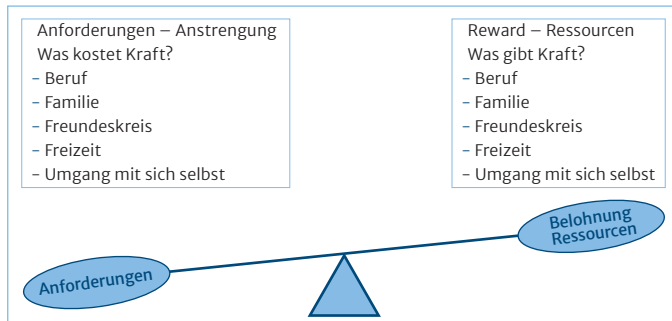 Anforderungen – Anstrengung
Was kostet Kraft?
- Beruf
- Familie
- Freundeskreis
- Freizeit
- Umgang mit sich selbst
Reward – Ressourcen
Was gibt Kraft?
- Beruf
- Familie
- Freundeskreis
- Freizeit
- Umgang mit sich selbst
Belohnung
Ressourcen
Anforderungen